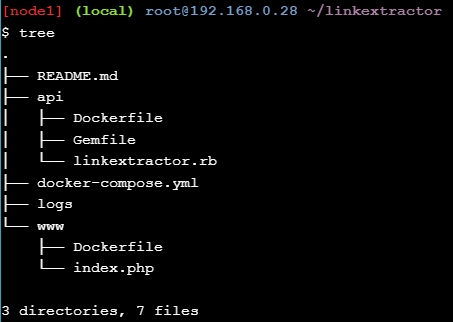 [node1] (local) root@192.168.0.28 ~/linkextractor
$ tree
.
├── README.md
├── api
│   ├── Dockerfile
│   ├── Gemfile
│   └── linkextractor.rb
├── docker-compose.yml
├── logs
└── www
    ├── Dockerfile
    └── index.php
3 directories, 7 files